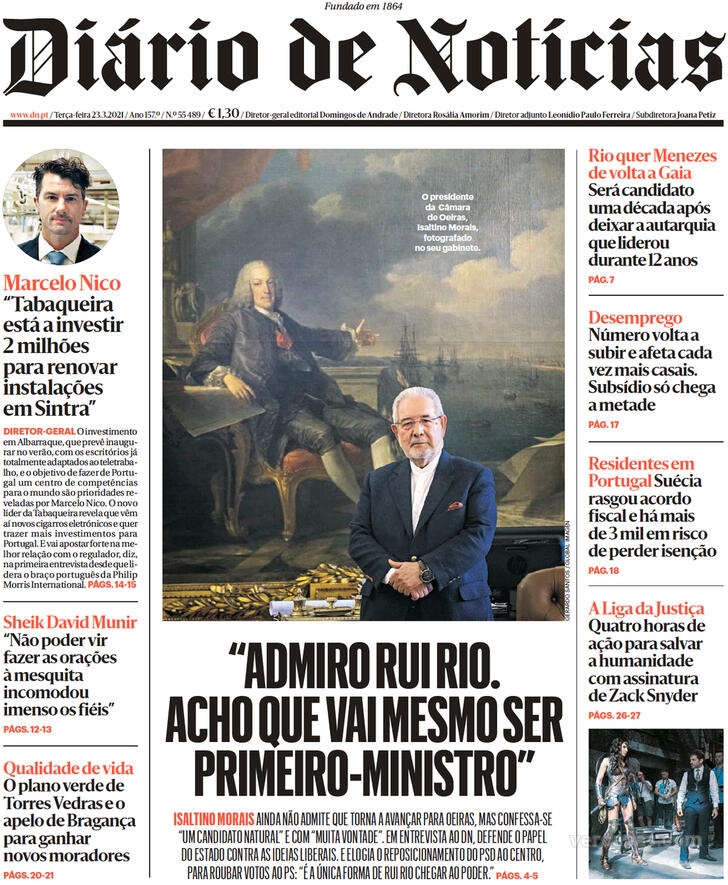 Fundado em 1864
Diário de Notícias
www.dn.pt / Terça-feira 23.3.2021 / Ano 157.º / N.º 55 489 / € 1,30 / Diretor-geral editorial Domingos de Andrade / Diretora Rosália Amorim / Diretor adjunto Leonídio Paulo Ferreira / Subdiretora Joana Petiz
Marcelo Nico
“Tabaqueira
está a investir
2 milhões
para renovar
instalações
em Sintra”
DIRETOR-GERAL O investimento
em Albarraque, que prevê inaugu-
rar no verão, com os escritórios já
totalmente adaptados ao teletraba-
lho, e o objetivo de fazer de Portu-
gal um centro de competências
para o mundo são prioridades re-
veladas por Marcelo Nico. O novo
líder da Tabaqueira revela que vêm
aí novos cigarros eletrónicos e quer
trazer mais investimentos para
Portugal. E vai apostar forte na me-
lhor relação com o regulador, diz,
na primeira entrevista desde que li-
dera o braço português da Philip
Morris International. PÁGS. 14-15
Sheik David Munir
“Não poder vir
fazer as orações
à mesquita
incomodou
imenso os fiéis”
PÁGS. 12-13
Qualidade de vida
O plano verde de
Torres Vedras e o
apelo de Bragança
para ganhar
novos moradores
PÁGS. 20-21
O presidente
da Câmara
de Oeiras,
Isaltino Morais,
fotografado
no seu gabinete.
GERARDO SANTOS / GLOBAL IMAGEN
“ADMIRO RUI RIO.
ACHO QUE VAI MESMO SER
PRIMEIRO-MINISTRO”
ISALTINO MORAIS AINDA NÃO ADMITE QUE TORNA A AVANÇAR PARA OEIRAS, MAS CONFESSA-SE
“UM CANDIDATO NATURAL” E COM “MUITA VONTADE”. EM ENTREVISTA AO DN, DEFENDE O PAPEL
DO ESTADO CONTRA AS IDEIAS LIBERAIS. E ELOGIA O REPOSICIONAMENTO DO PSD AO CENTRO,
PARA ROUBAR VOTOS AO PS: “É A ÚNICA FORMA DE RUI RIO CHEGAR AO PODER.” PÁGS. 4-5
Rio quer Menezes
de volta a Gaia
Será candidato
uma década após
deixar a autarquia
que liderou
durante 12 anos
PÁG. 7
Desemprego
Número volta a
subir e afeta cada
vez mais casais.
Subsídio só chega
a metade
PÁG. 17
Residentes em
Portugal Suécia
rasgou acordo
fiscal e há mais
de 3 mil em risco
de perder isenção
PÁG. 18
A Liga da Justiça
Quatro horas de
ação para salvar
a humanidade
com assinatura
de Zack Snyder
PÁGS. 26-27